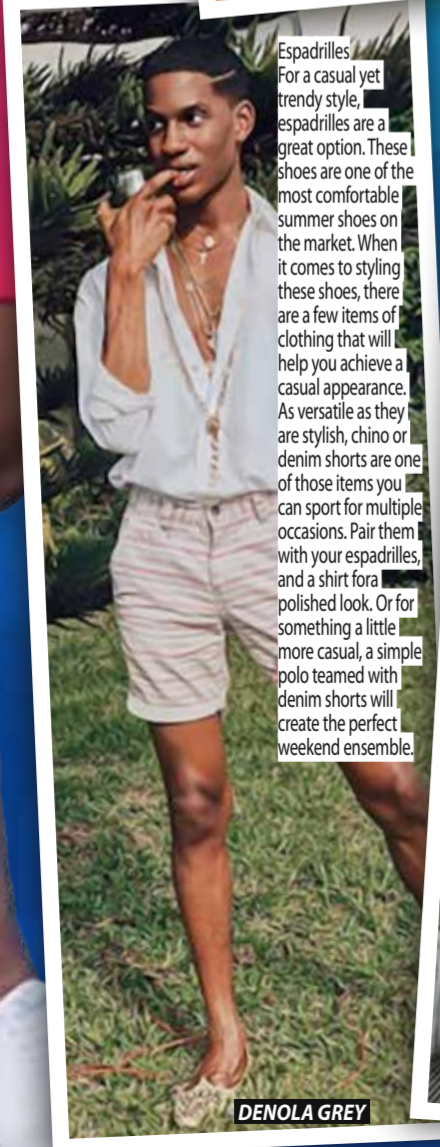 Espadrilles
For a casual yet
trendy style,
espadrilles are a
great option. These
shoes are one of the
most comfortable
summer shoes on
the market. When
it comes to styling
these shoes, there
are a few items of
clothing that will
help you achieve a
casual appearance.
As versatile as they
are stylish, chino or
denim shorts are one
of those items you
can sport for multiple
occasions. Pair them
with your espadrilles,
and a shirt fora
polished look. Or for
something a little
more casual, a simple
polo teamed with
denim shorts will
create the perfect
weekend ensemble.
DENOLA GREY